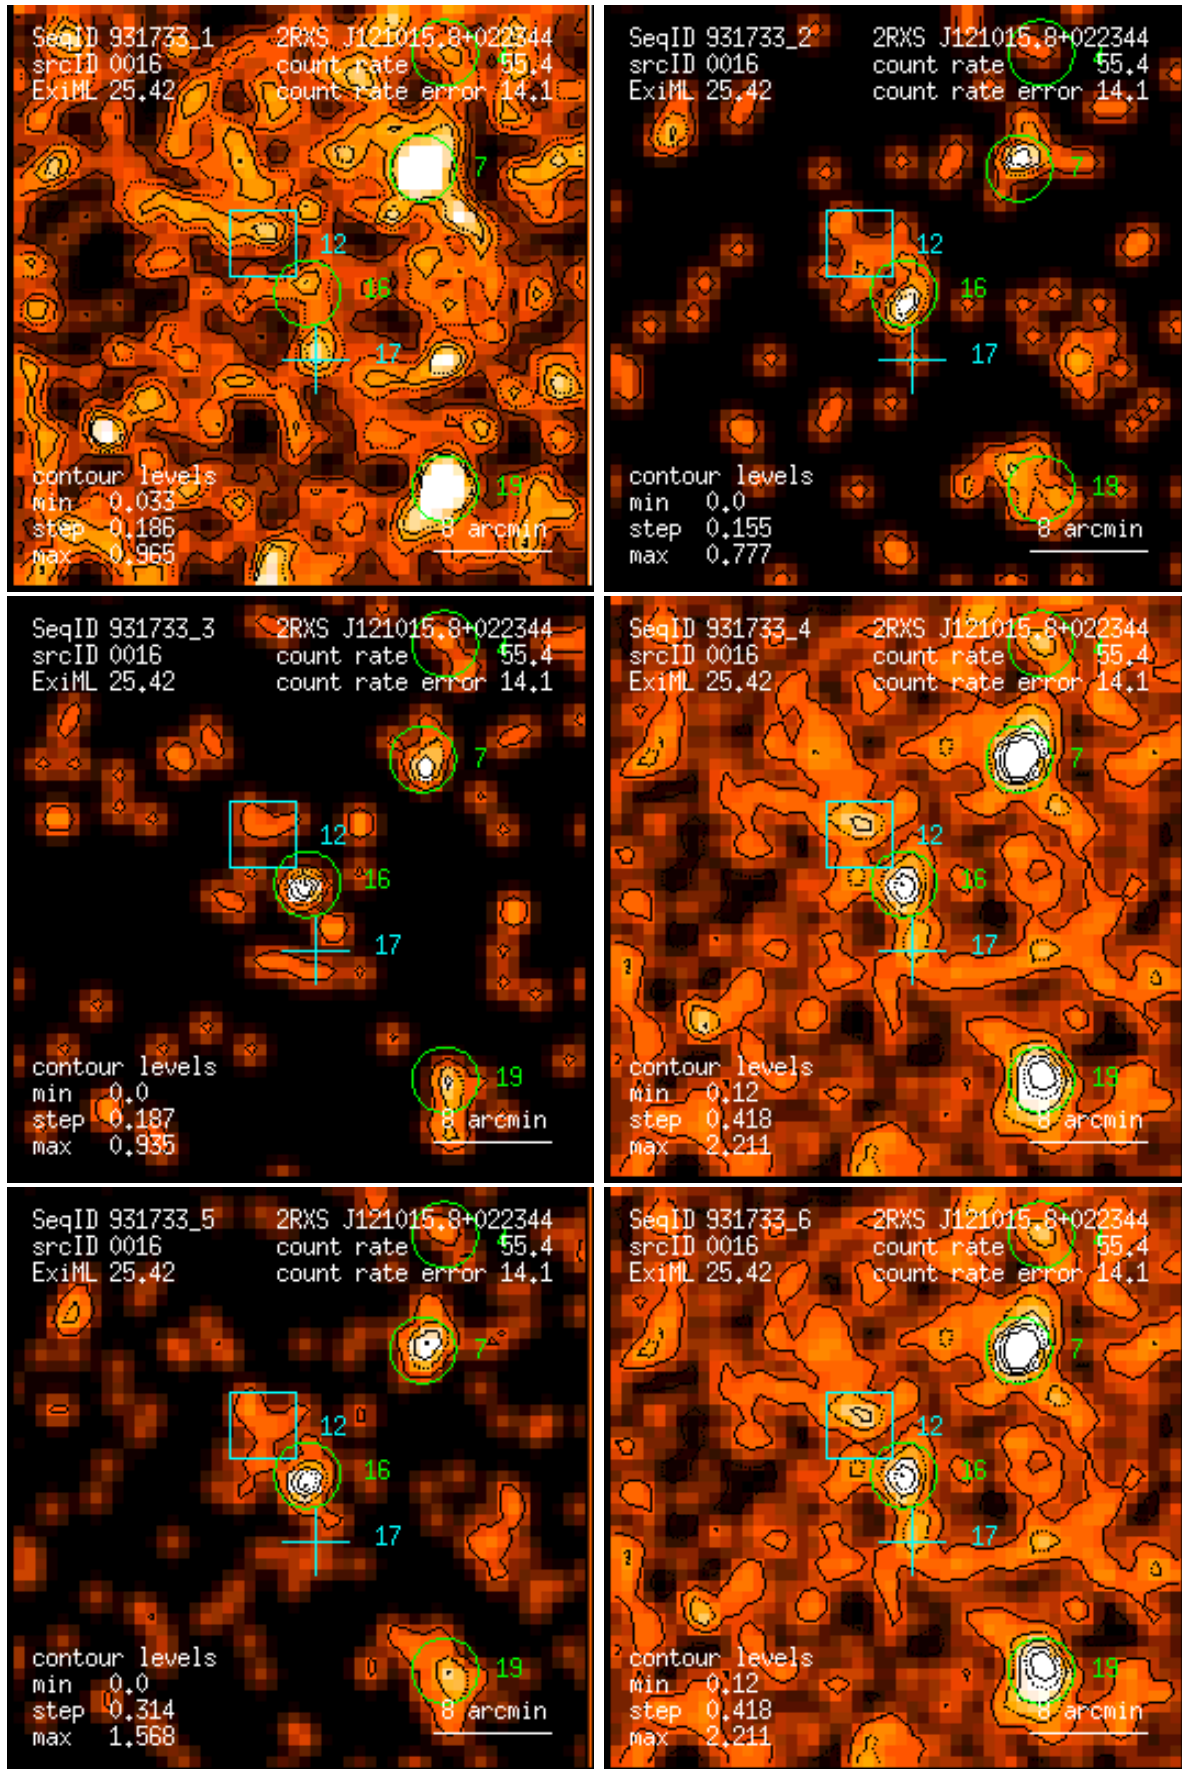 SeqID 931733_1 2RXS J121015.8+022344
srcID 0016 count rate 55.4
ExiML 25.42 count rate error 14.1
7
12
16
17
contour levels
min 0.033 19
step 0.186 8 arcmin
max 0.965
SeqID 931733_2 2RXS J121015.8+022344
srcID 0016 count rate 4 55.4
ExiML 25.42 count rate error 14.1
7
12
16
17
contour levels
min 0.0 19
step 0.155 8 arcmin
max 0.777
SeqID 931733_3 2RXS J121015.8+022344
srcID 0016 count rate 4 55.4
ExiML 25.42 count rate error 14.1
7
12
16
17
contour levels
min 0.0 19
step 0.187 8 arcmin
max 0.935
SeqID 931733_4 2RXS J121015.8+022344
srcID 0016 count rate 4 55.4
ExiML 25.42 count rate error 14.1
7
12
16
17
contour levels
min 0.12 19
step 0.418 8 arcmin
max 2.211
SeqID 931733_5 2RXS J121015.8+022344
srcID 0016 count rate 4 55.4
ExiML 25.42 count rate error 14.1
7
12
16
17
contour levels
min 0.0 19
step 0.314 8 arcmin
max 1.568
SeqID 931733_6 2RXS J121015.8+022344
srcID 0016 count rate 4 55.4
ExiML 25.42 count rate error 14.1
7
12
16
17
contour levels
min 0.12 19
step 0.418 8 arcmin
max 2.211